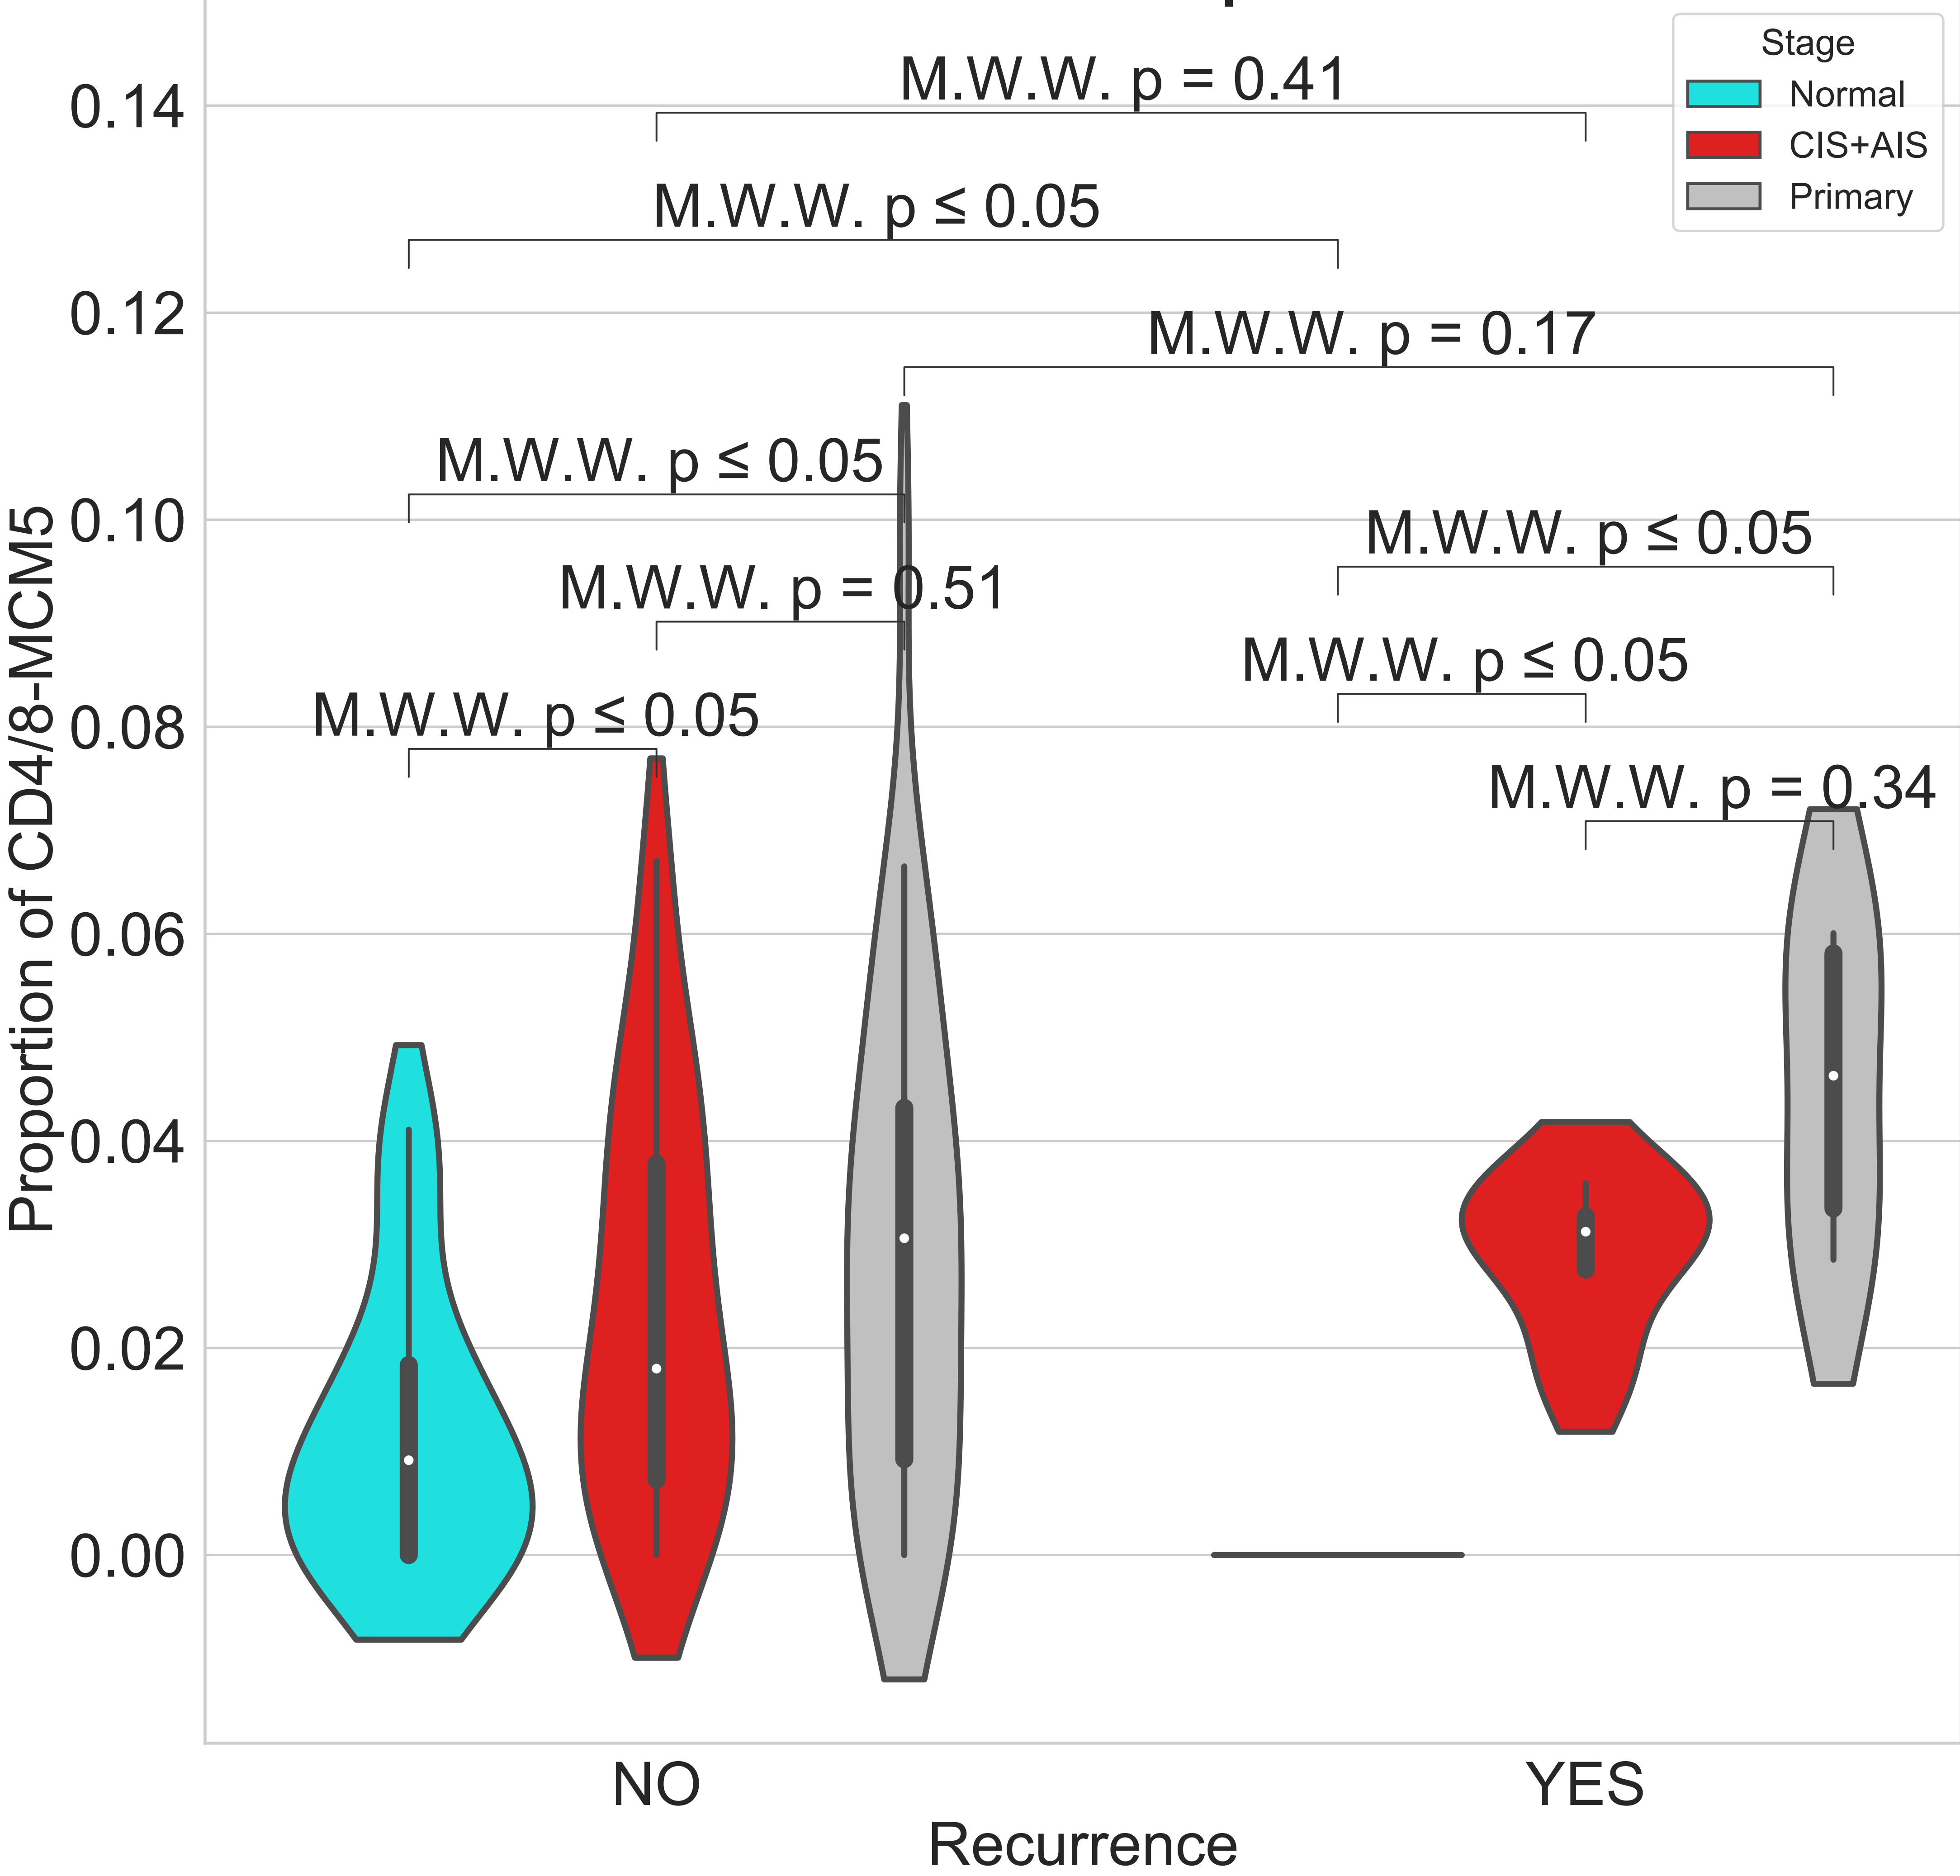 Stage
Normal
CIS+AIS
Primary
M.W.W. p = 0.41
M.W.W. p ≤ 0.05
M.W.W. p = 0.17
M.W.W. p ≤ 0.05
M.W.W. p ≤ 0.05
M.W.W. p = 0.51
M.W.W. p ≤ 0.05
M.W.W. p ≤ 0.05
M.W.W. p = 0.34
0.14
0.12
0.10
0.08
0.06
0.04
0.02
0.00
Proportion of CD4/8-MCM5
NO
YES
Recurrence